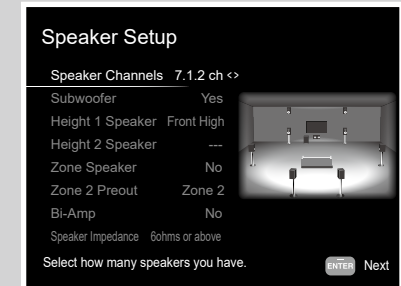 Speaker Setup
Speaker Channels 7.1.2 ch <>
Subwoofer Yes
Height 1 Speaker Front High
Height 2 Speaker ---
Zone Speaker No
Zone 2 Preout Zone 2
Bi-Amp No
Speaker Impedance 6ohms or above
Select how many speakers you have.
ENTER Next